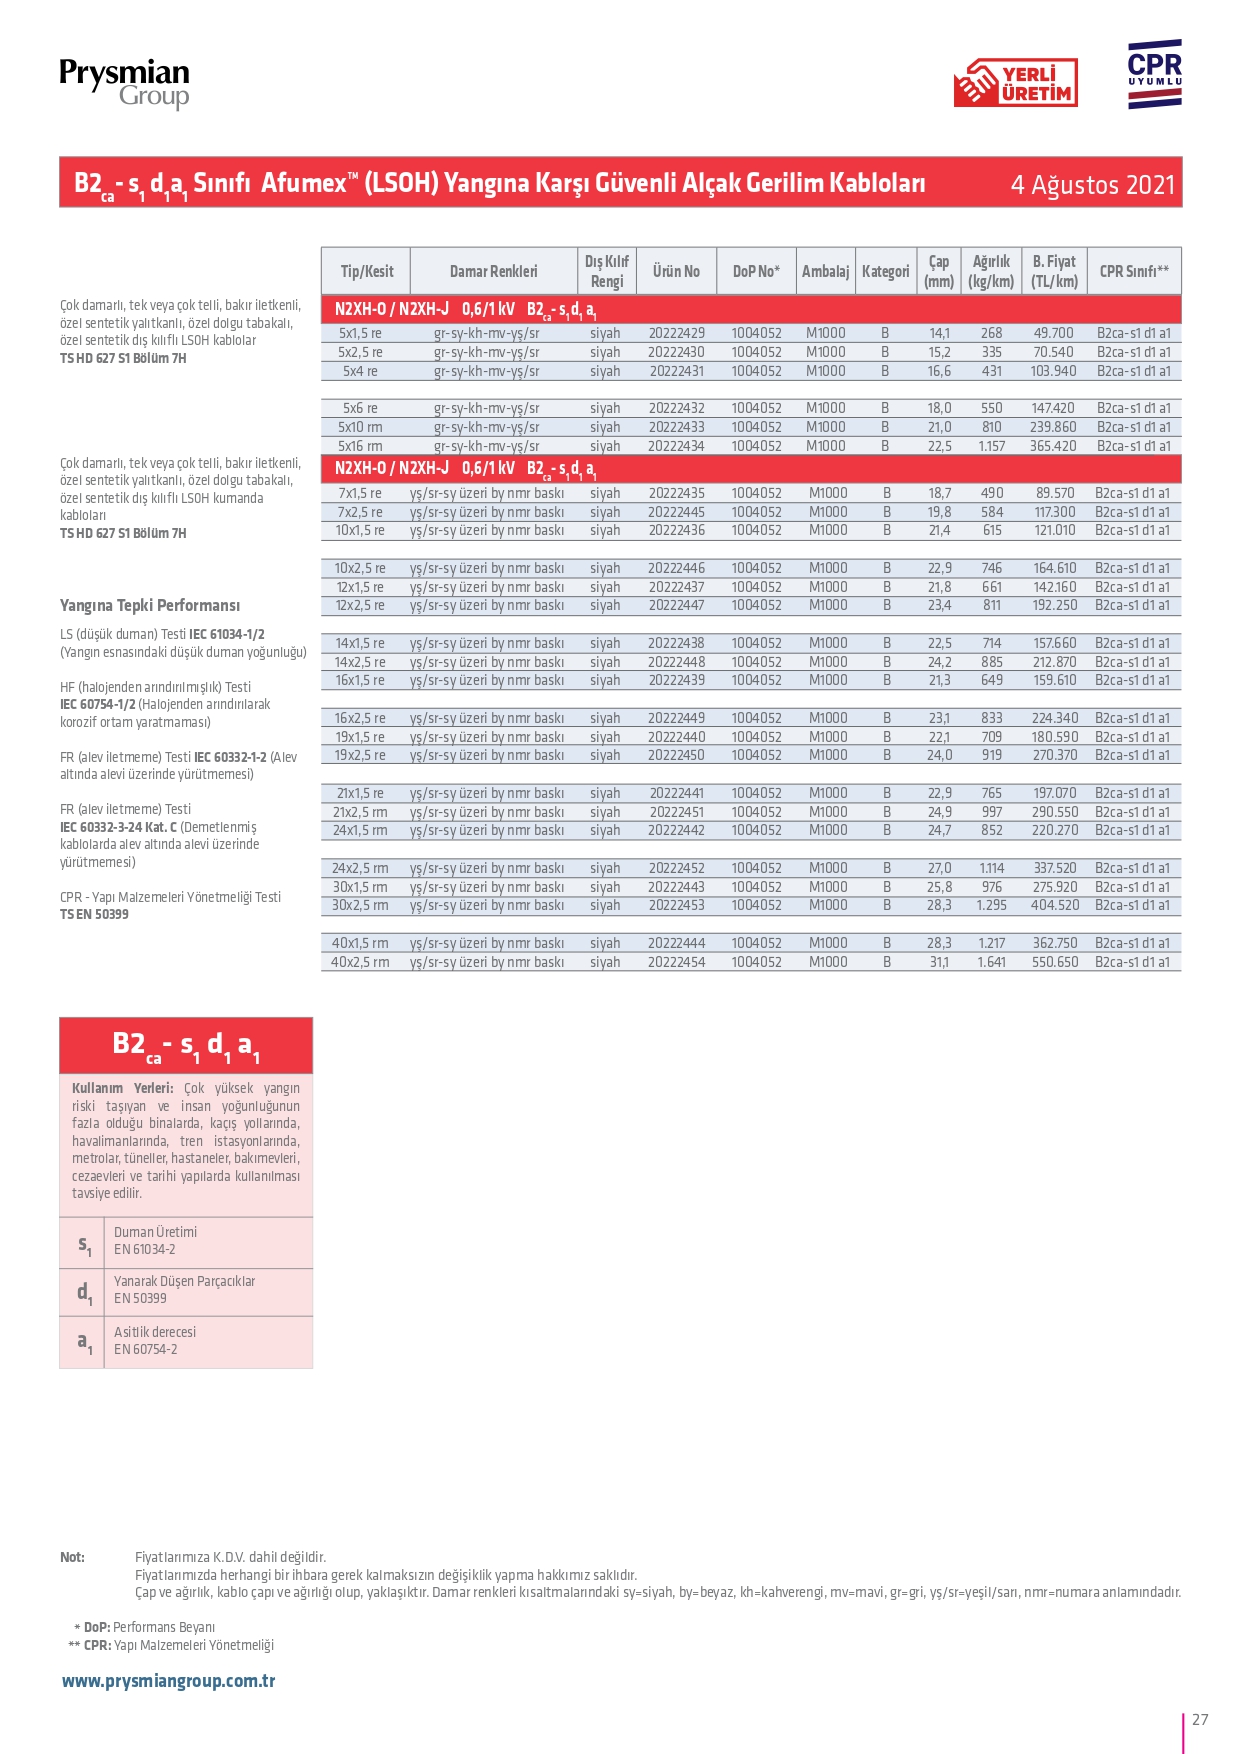 Prysmian
Group
YERLİ
ÜRETİM
CPR
UYUMLU
B2ca- s1 d1a1 Sınıfı Afumex™ (LSOH) Yangına Karşı Güvenli Alçak Gerilim Kabloları 4 Ağustos 2021
Tip/Kesit Damar Renkleri Dış Kılıf Rengi Ürün No DoP No* Ambalaj Kategori Çap (mm) Ağırlık (kg/km) B. Fiyat (TL/km) CPR Sınıfı**
Çok damarlı, tek veya çok telli, bakır iletkenli,
özel sentetik yalıtkanlı, özel dolgu tabakalı,
özel sentetik dış kılıflı LSOH kablolar
TS HD 627 S1 Bölüm 7H
N2XH-O / N2XH-J 0,6/1 kV B2ca- s1d1 a1
5x1,5 re gr-sy-kh-mv-yş/sr siyah 20222429 1004052 M1000 B 14,1 268 49.700 B2ca-s1 d1 a1
5x2,5 re gr-sy-kh-mv-yş/sr siyah 20222430 1004052 M1000 B 15,2 335 70.540 B2ca-s1 d1 a1
5x4 re gr-sy-kh-mv-yş/sr siyah 20222431 1004052 M1000 B 16,6 431 103.940 B2ca-s1 d1 a1
5x6 re gr-sy-kh-mv-yş/sr siyah 20222432 1004052 M1000 B 18,0 550 147.420 B2ca-s1 d1 a1
5x10 rm gr-sy-kh-mv-yş/sr siyah 20222433 1004052 M1000 B 21,0 810 239.860 B2ca-s1 d1 a1
5x16 rm gr-sy-kh-mv-yş/sr siyah 20222434 1004052 M1000 B 22,5 1.157 365.420 B2ca-s1 d1 a1
Çok damarlı, tek veya çok telli, bakır iletkenli,
özel sentetik yalıtkanlı, özel dolgu tabakalı,
özel sentetik dış kılıflı LSOH kumanda
kabloları
TS HD 627 S1 Bölüm 7H
N2XH-O / N2XH-J 0,6/1 kV B2ca- s1d1 a1
7x1,5 re yş/sr-sy üzeri by nmr baskı siyah 20222435 1004052 M1000 B 18,7 490 89.570 B2ca-s1 d1 a1
7x2,5 re yş/sr-sy üzeri by nmr baskı siyah 20222445 1004052 M1000 B 19,8 584 117.300 B2ca-s1 d1 a1
10x1,5 re yş/sr-sy üzeri by nmr baskı siyah 20222436 1004052 M1000 B 21,4 615 121.010 B2ca-s1 d1 a1
10x2,5 re yş/sr-sy üzeri by nmr baskı siyah 20222446 1004052 M1000 B 22,9 746 164.610 B2ca-s1 d1 a1
12x1,5 re yş/sr-sy üzeri by nmr baskı siyah 20222437 1004052 M1000 B 21,8 661 142.160 B2ca-s1 d1 a1
12x2,5 re yş/sr-sy üzeri by nmr baskı siyah 20222447 1004052 M1000 B 23,4 811 192.250 B2ca-s1 d1 a1
14x1,5 re yş/sr-sy üzeri by nmr baskı siyah 20222438 1004052 M1000 B 22,5 714 157.660 B2ca-s1 d1 a1
14x2,5 re yş/sr-sy üzeri by nmr baskı siyah 20222448 1004052 M1000 B 24,2 885 212.870 B2ca-s1 d1 a1
16x1,5 re yş/sr-sy üzeri by nmr baskı siyah 20222439 1004052 M1000 B 21,3 649 159.610 B2ca-s1 d1 a1
16x2,5 re yş/sr-sy üzeri by nmr baskı siyah 20222449 1004052 M1000 B 23,1 833 224.340 B2ca-s1 d1 a1
19x1,5 re yş/sr-sy üzeri by nmr baskı siyah 20222440 1004052 M1000 B 22,1 709 180.590 B2ca-s1 d1 a1
19x2,5 re yş/sr-sy üzeri by nmr baskı siyah 20222450 1004052 M1000 B 24,0 919 270.370 B2ca-s1 d1 a1
21x1,5 re yş/sr-sy üzeri by nmr baskı siyah 20222441 1004052 M1000 B 22,9 765 197.070 B2ca-s1 d1 a1
21x2,5 rm yş/sr-sy üzeri by nmr baskı siyah 20222451 1004052 M1000 B 24,9 997 290.550 B2ca-s1 d1 a1
24x1,5 rm yş/sr-sy üzeri by nmr baskı siyah 20222442 1004052 M1000 B 24,7 852 220.270 B2ca-s1 d1 a1
24x2,5 rm yş/sr-sy üzeri by nmr baskı siyah 20222452 1004052 M1000 B 27,0 1.114 337.520 B2ca-s1 d1 a1
30x1,5 rm yş/sr-sy üzeri by nmr baskı siyah 20222443 1004052 M1000 B 25,8 976 275.920 B2ca-s1 d1 a1
30x2,5 rm yş/sr-sy üzeri by nmr baskı siyah 20222453 1004052 M1000 B 28,3 1.295 404.520 B2ca-s1 d1 a1
40x1,5 rm yş/sr-sy üzeri by nmr baskı siyah 20222444 1004052 M1000 B 28,3 1.217 362.750 B2ca-s1 d1 a1
40x2,5 rm yş/sr-sy üzeri by nmr baskı siyah 20222454 1004052 M1000 B 31,1 1.641 550.650 B2ca-s1 d1 a1
Yangına Tepki Performansı
LS (düşük duman) Testi IEC 61034-1/2
(Yangın esnasındaki düşük duman yoğunluğu)
HF (halojenden arındırılmışlık) Testi
IEC 60754-1/2 (Halojenden arındırılarak
korozif ortam yaratmaması)
FR (alev iletmeme) Testi IEC 60332-1-2 (Alev
altında alevi üzerinde yürütmemesi)
FR (alev iletmeme) Testi
IEC 60332-3-24 Kat. C (Demetlenmiş
kablolarda alev altında alevi üzerinde
yürütmemesi)
CPR - Yapı Malzemeleri Yönetmeliği Testi
TS EN 50399
B2ca- s1 d1 a1
Kullanım Yerleri: Çok yüksek yangın
riski taşıyan ve insan yoğunluğunun
fazla olduğu binalarda, kaçış yollarında,
havalimanlarında, tren istasyonlarında,
metrolar, tüneller, hastaneler, bakımevleri,
cezaevleri ve tarihi yapılarda kullanılması
tavsiye edilir.
s1 Duman Üretimi
EN 61034-2
d1 Yanarak Düşen Parçacıklar
EN 50399
a1 Asitlik derecesi
EN 60754-2
Not: Fiyatlarımıza K.D.V. dahil değildir.
Fiyatlarımızda herhangi bir ihbara gerek kalmaksızın değişiklik yapma hakkımız saklıdır.
Çap ve ağırlık, kablo çapı ve ağırlığı olup, yaklaşıktır. Damar renkleri kısaltmalarındaki sy=siyah, by=beyaz, kh=kahverengi, mv=mavi, gr=gri, yş/sr=yeşil/sarı, nmr=numara anlamındadır.
* DoP: Performans Beyanı
** CPR: Yapı Malzemeleri Yönetmeliği
www.prysmiangroup.com.tr
27